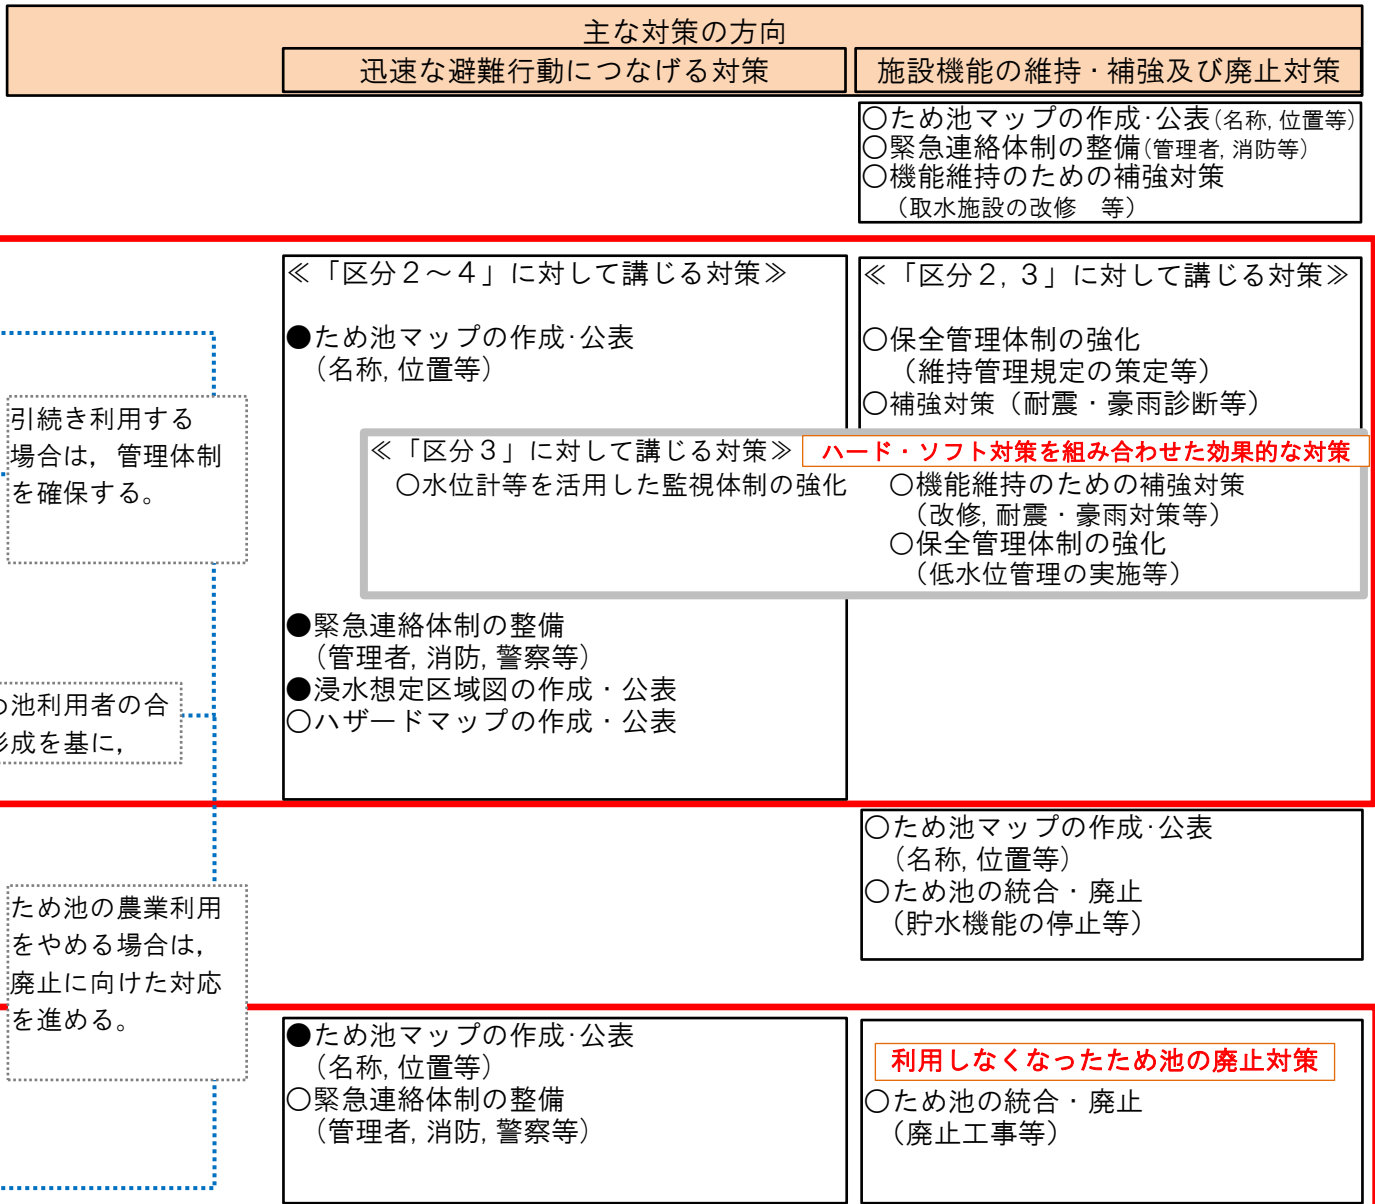 主な対策の方向
迅速な避難行動につなげる対策
施設機能の維持・補強及び廃止対策
○ため池マップの作成･公表(名称, 位置等)
○緊急連絡体制の整備(管理者, 消防等)
○機能維持のための補強対策
（取水施設の改修　等）
≪「区分２～４」に対して講じる対策≫
●ため池マップの作成･公表
（名称, 位置等）
≪「区分２, ３」に対して講じる対策≫
○保全管理体制の強化
（維持管理規定の策定等）
○補強対策（耐震・豪雨診断等）
引続き利用する
場合は，管理体制
を確保する。
≪「区分３」に対して講じる対策≫
ハード・ソフト対策を組み合わせた効果的な対策
○水位計等を活用した監視体制の強化
○機能維持のための補強対策
（改修, 耐震・豪雨対策等）
○保全管理体制の強化
（低水位管理の実施等）
●緊急連絡体制の整備
（管理者, 消防, 警察等）
●浸水想定区域図の作成・公表
○ハザードマップの作成・公表
め池利用者の合
形成を基に，
○ため池マップの作成･公表
（名称, 位置等）
○ため池の統合・廃止
（貯水機能の停止等）
ため池の農業利用
をやめる場合は，
廃止に向けた対応
を進める。
●ため池マップの作成･公表
（名称, 位置等）
○緊急連絡体制の整備
（管理者, 消防, 警察等）
利用しなくなったため池の廃止対策
○ため池の統合・廃止
（廃止工事等）